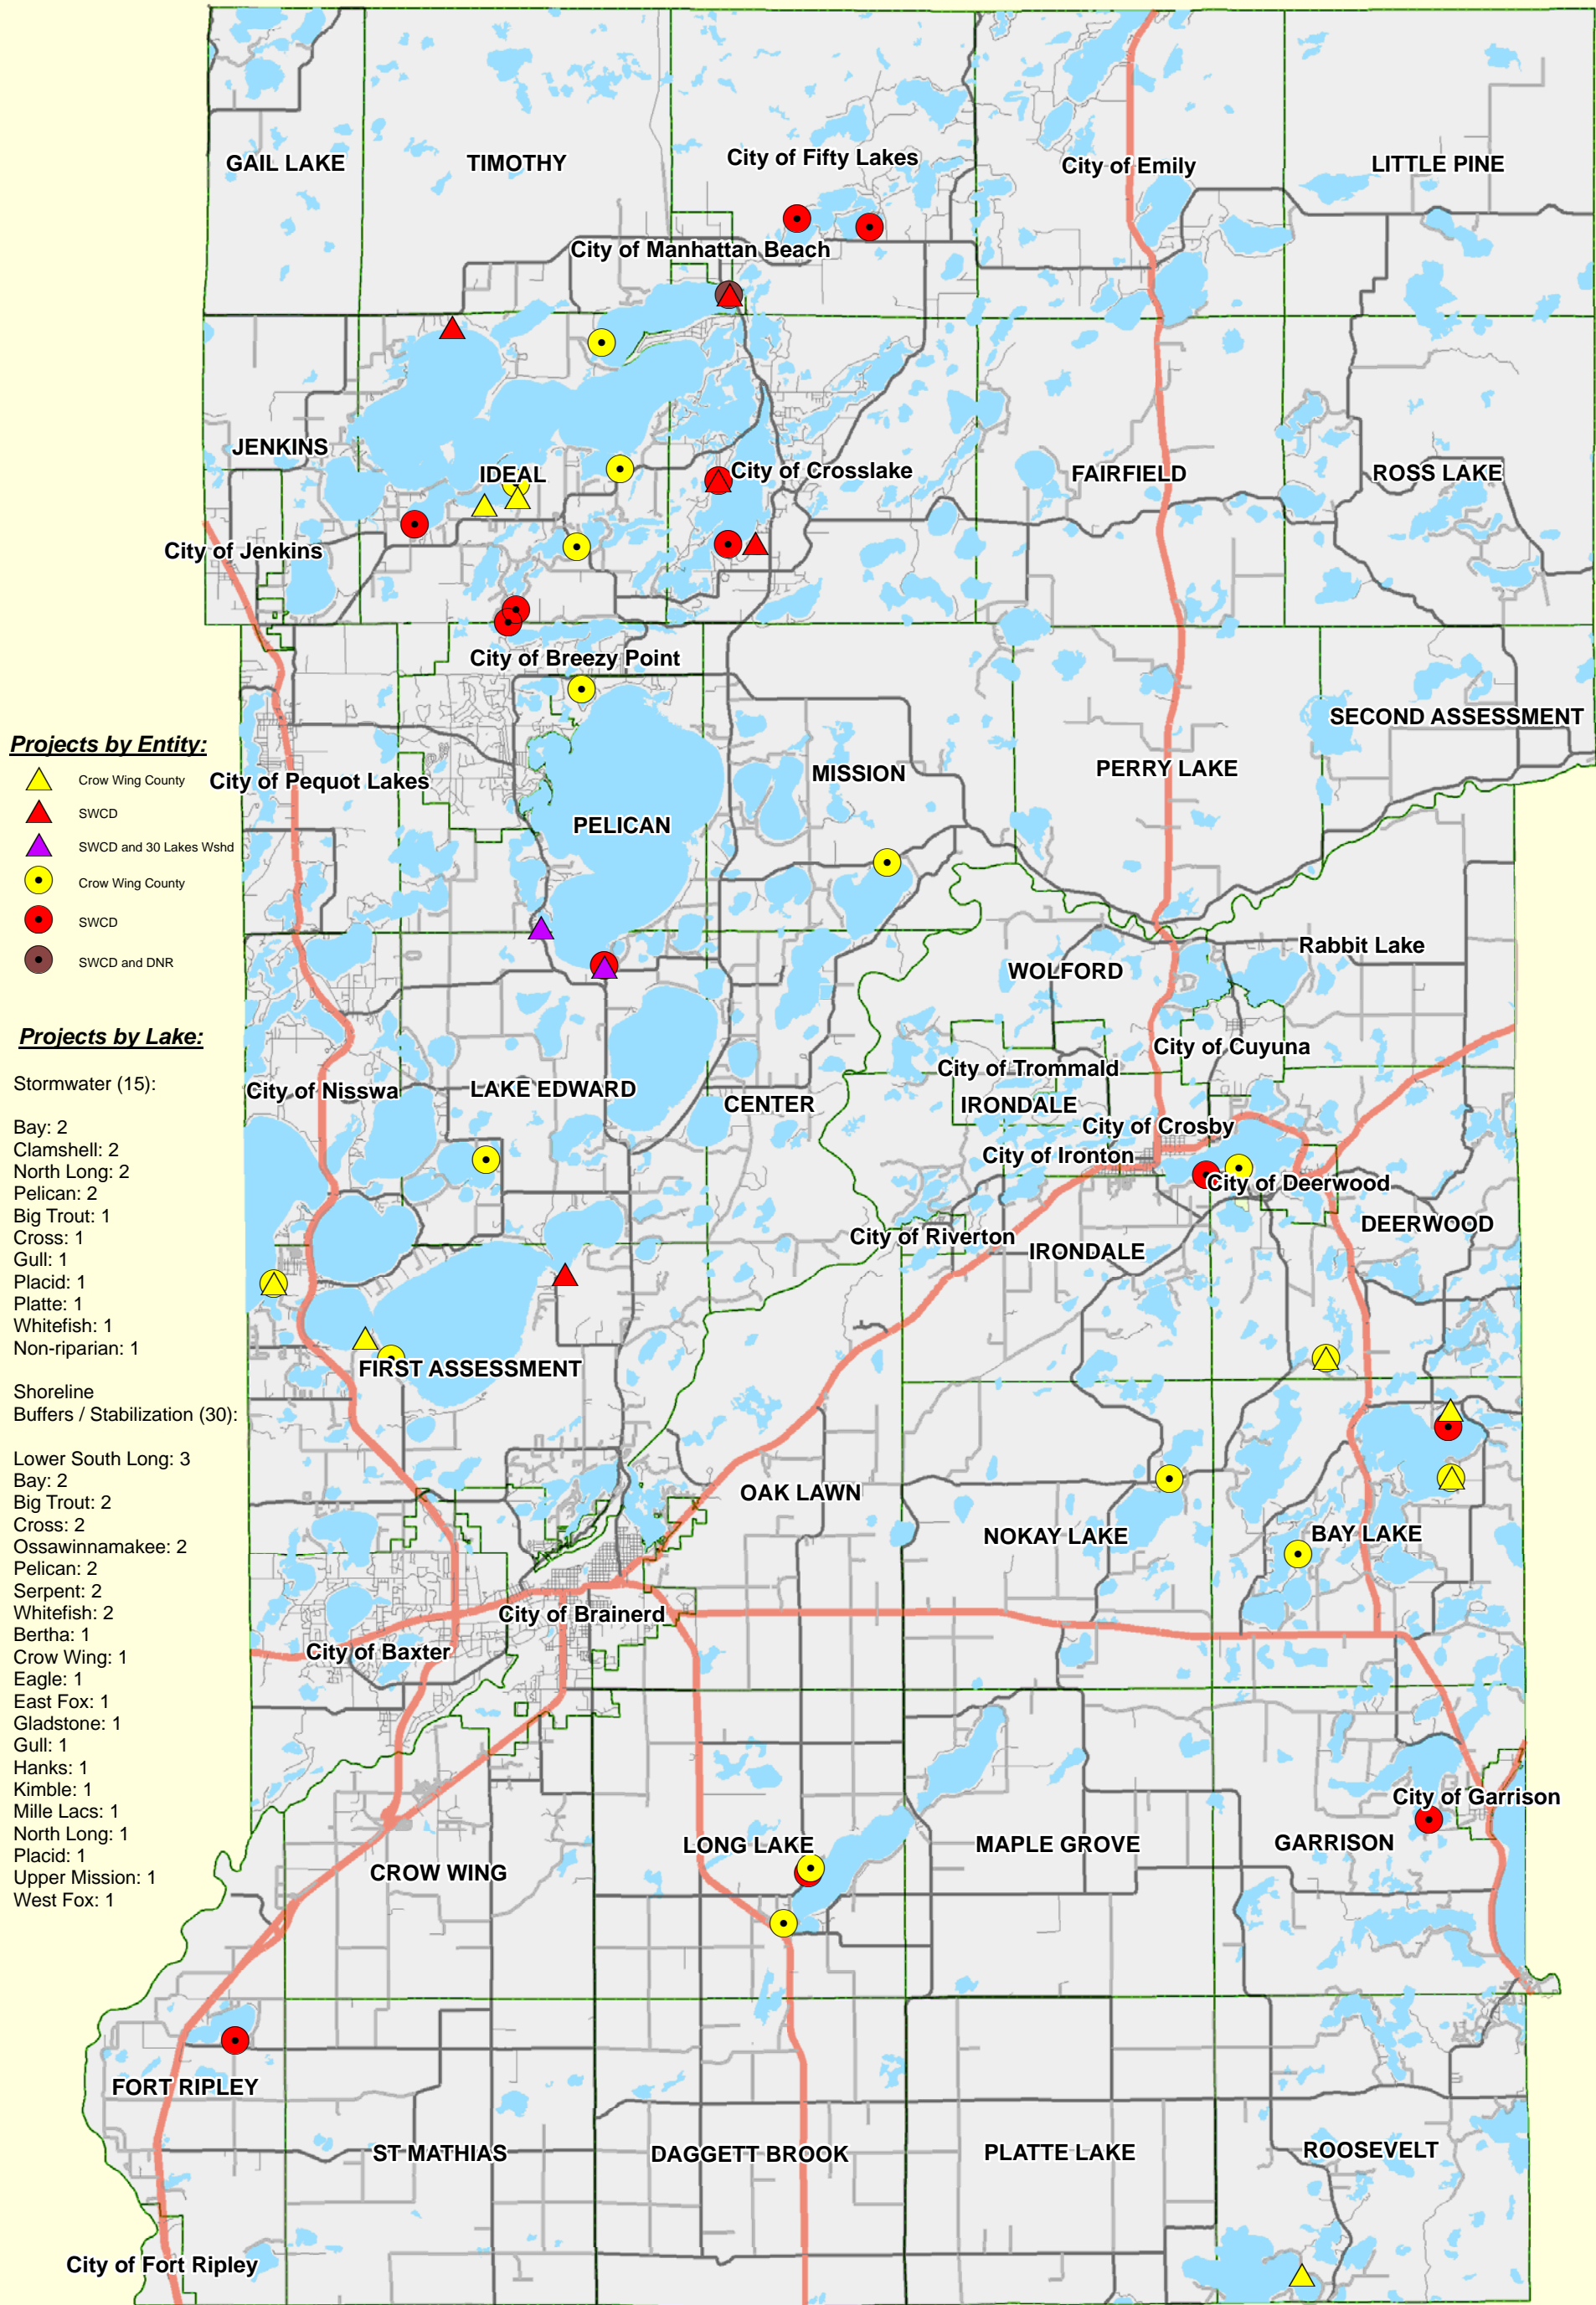 GAIL LAKE
TIMOTHY
City of Fifty Lakes
City of Emily
LITTLE PINE
City of Manhattan Beach
JENKINS
IDEAL
City of Crosslake
FAIRFIELD
ROSS LAKE
City of Jenkins
City of Breezy Point
SECOND ASSESSMENT
Projects by Entity:
Crow Wing County
SWCD
SWCD and 30 Lakes Wshd
Crow Wing County
SWCD
SWCD and DNR
City of Pequot Lakes
MISSION
PERRY LAKE
PELICAN
Rabbit Lake
WOLFORD
Projects by Lake:
Stormwater (15):
Bay: 2
Clamshell: 2
North Long: 2
Pelican: 2
Big Trout: 1
Cross: 1
Gull: 1
Placid: 1
Platte: 1
Whitefish: 1
Non-riparian: 1
Shoreline
Buffers / Stabilization (30):
Lower South Long: 3
Bay: 2
Big Trout: 2
Cross: 2
Ossawinnamakee: 2
Pelican: 2
Serpent: 2
Whitefish: 2
Bertha: 1
Crow Wing: 1
Eagle: 1
East Fox: 1
Gladstone: 1
Gull: 1
Hanks: 1
Kimble: 1
Mille Lacs: 1
North Long: 1
Placid: 1
Upper Mission: 1
West Fox: 1
City of Cuyuna
City of Trommald
City of Nisswa
LAKE EDWARD
CENTER
IRONDALE
City of Crosby
City of Ironton
City of Deerwood
DEERWOOD
City of Riverton
IRONDALE
FIRST ASSESSMENT
OAK LAWN
NOKAY LAKE
BAY LAKE
City of Brainerd
City of Baxter
City of Garrison
LONG LAKE
MAPLE GROVE
GARRISON
CROW WING
FORT RIPLEY
ST MATHIAS
DAGGETT BROOK
PLATTE LAKE
ROOSEVELT
City of Fort Ripley